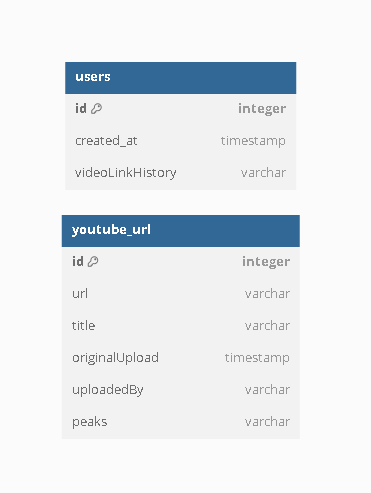 users
id integer
created_at timestamp
videoLinkHistory varchar
youtube_url
id integer
url varchar
title varchar
originalUpload timestamp
uploadedBy varchar
peaks varchar